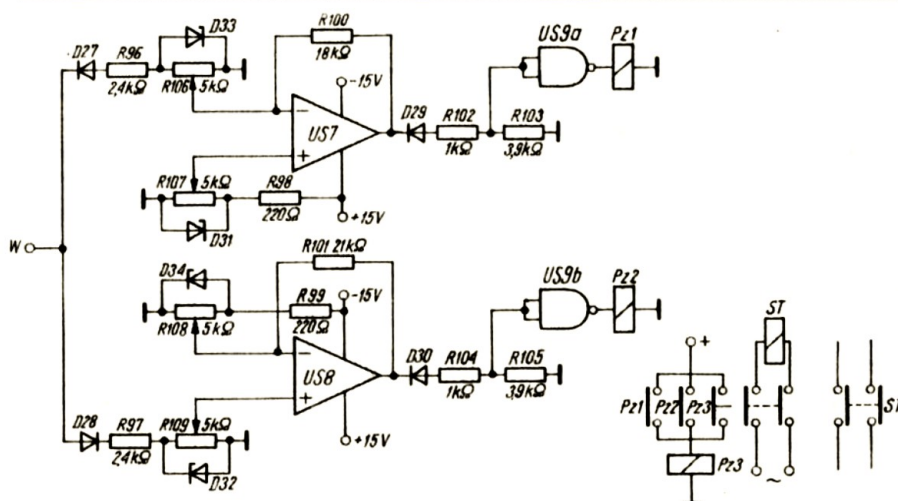 D33
R100
D27
R96
2,4kΩ
R106
5kΩ
18kΩ
-15V
US7
D29
R102
1kΩ
R103
3,9kΩ
US9a
Pz1
R107
5kΩ
R98
220Ω
+15V
D31
W
D34
R101 21kΩ
R99
220Ω
-15V
R108
5kΩ
US8
D30
R104
1kΩ
R105
3,9kΩ
US9b
Pz2
D28
R97
2,4kΩ
R109
5kΩ
D32
+15V
+
ST
Pz1
Pz2
Pz3
ST
Pz3
~